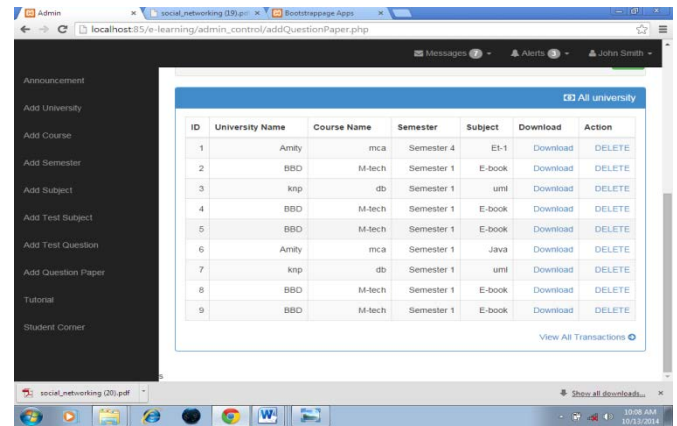 Admin
social_networking (19).pdf
Bootstrappage Apps
localhost:85/e-learning/admin_control/addQuestionPaper.php
Messages 7
Alerts 3
John Smith
Announcement
Add University
Add Course
Add Semester
Add Subject
Add Test Subject
Add Test Question
Add Question Paper
Tutorial
Student Corner
All university
ID University Name Course Name Semester Subject Download Action
1 Amity mca Semester 4 Et-1 Download DELETE
2 BBD M-tech Semester 1 E-book Download DELETE
3 knp db Semester 1 uml Download DELETE
4 BBD M-tech Semester 1 E-book Download DELETE
5 BBD M-tech Semester 1 E-book Download DELETE
6 Amity mca Semester 1 Java Download DELETE
7 knp db Semester 1 uml Download DELETE
8 BBD M-tech Semester 1 E-book Download DELETE
9 BBD M-tech Semester 1 E-book Download DELETE
View All Transactions
s
social_networking (20).pdf
Show all downloads...
10:08 AM
10/13/2014